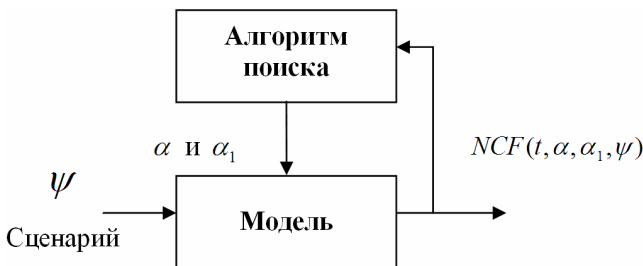 Алгоритм
поиска
α и α₁
NCF(t,α,α₁,ψ)
ψ
Сценарий
Модель